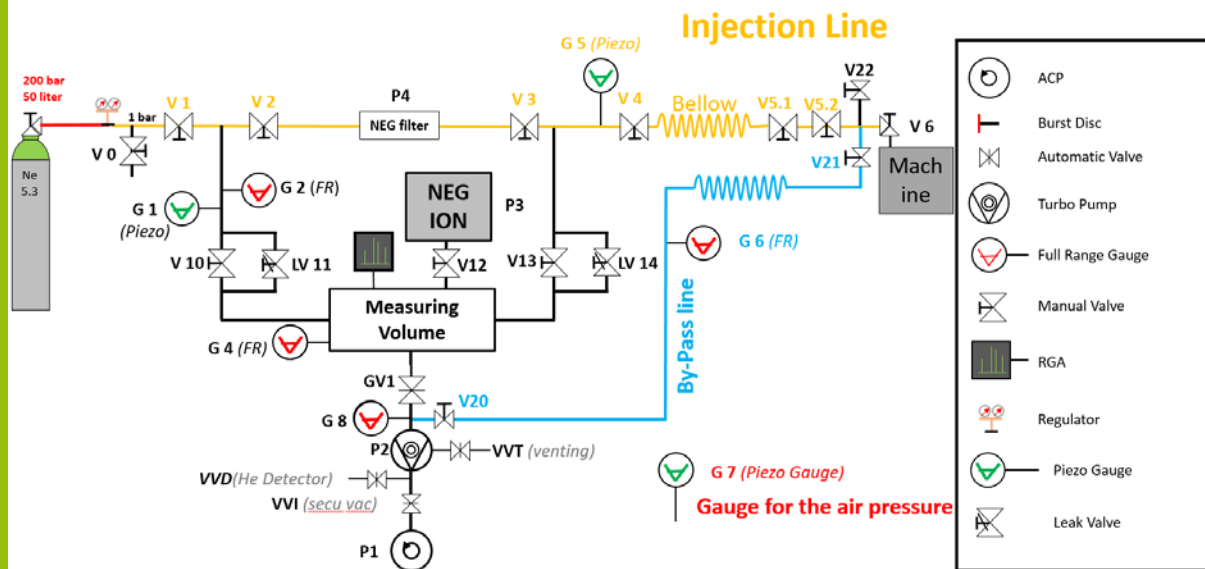 Injection Line
G 5 (Piezo)
200 bar
50 liter
1 bar
V 0
V 1
V 2
P4
NEG filter
V 3
V 4
Bellow
V5.1
V5.2
V22
V 6
V21
Mach
ine
Ne
5.3
G 1
(Piezo)
G 2 (FR)
NEG
ION
P3
V 10
LV 11
V12
V13
LV 14
G 6 (FR)
Measuring
Volume
G 4 (FR)
By-Pass line
GV1
G 8
V20
P2
VVT (venting)
VVD(He Detector)
VVI (secu vac)
P1
G 7 (Piezo Gauge)
Gauge for the air pressure
ACP
Burst Disc
Automatic Valve
Turbo Pump
Full Range Gauge
Manual Valve
RGA
Regulator
Piezo Gauge
Leak Valve